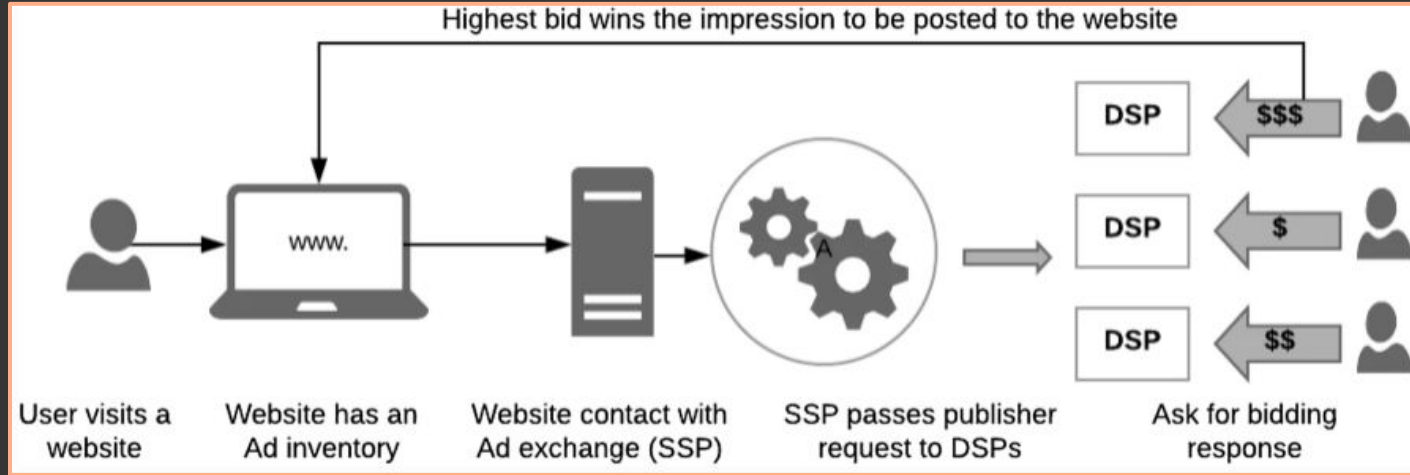 Highest bid wins the impression to be posted to the website
DSP
$$$
www.
A
DSP
$
DSP
$$
User visits a
website
Website has an
Ad inventory
Website contact with
Ad exchange (SSP)
SSP passes publisher
request to DSPs
Ask for bidding
response